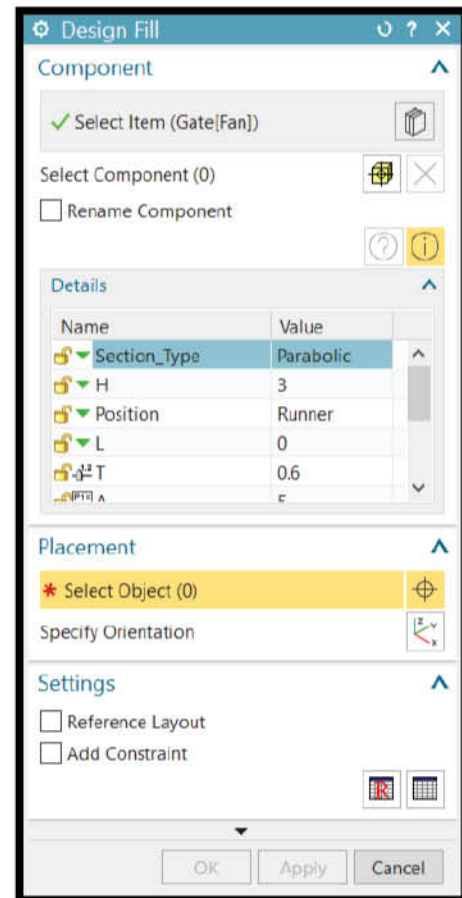 Design Fill ? ×
Component
Select Item (Gate[Fan])
Select Component (0)
Rename Component
Details
Name Value
Section_Type Parabolic
H 3
Position Runner
L 0
T 0.6
A
Placement
* Select Object (0)
Specify Orientation
Settings
Reference Layout
Add Constraint
OK Apply Cancel